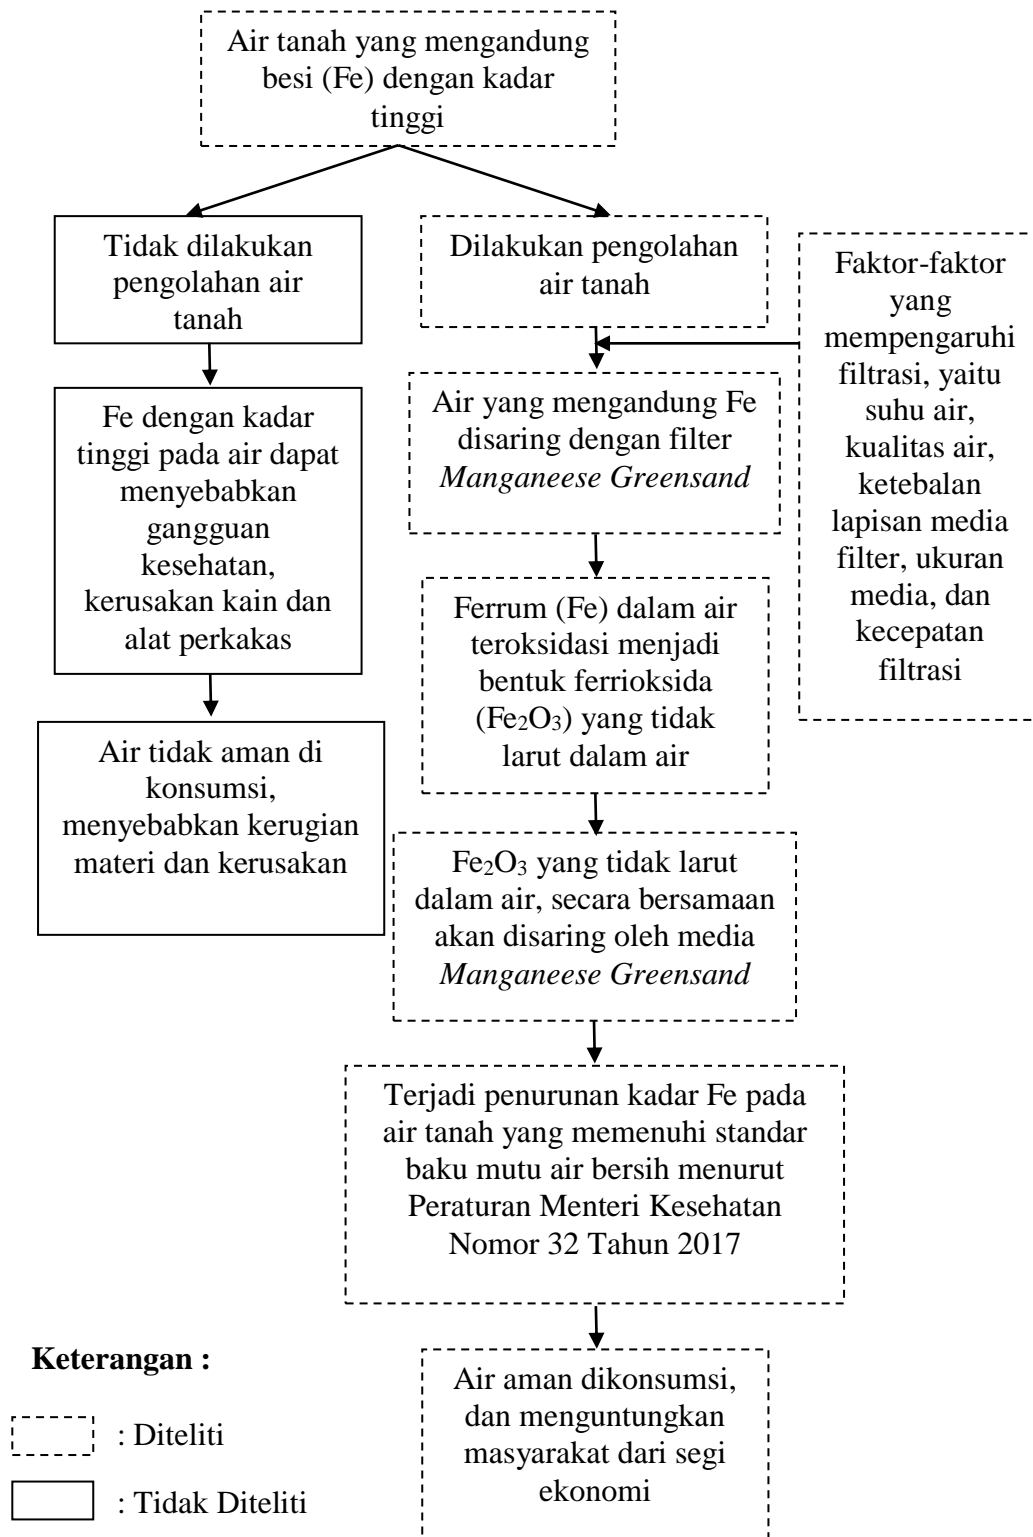 Air tanah yang mengandung
besi (Fe) dengan kadar
tinggi
Tidak dilakukan
pengolahan air
tanah
Dilakukan pengolahan
air tanah
Faktor-faktor
yang
mempengaruhi
filtrasi, yaitu
suhu air,
kualitas air,
ketebalan
lapisan media
filter, ukuran
media, dan
kecepatan
filtrasi
Fe dengan kadar
tinggi pada air dapat
menyebabkan
gangguan
kesehatan,
kerusakan kain dan
alat perkakas
Air yang mengandung Fe
disaring dengan filter
Manganeese Greensand
Ferrum (Fe) dalam air
teroksidasi menjadi
bentuk ferrioksida
(Fe₂O₃) yang tidak
larut dalam air
Air tidak aman di
konsumsi,
menyebabkan kerugian
materi dan kerusakan
Fe₂O₃ yang tidak larut
dalam air, secara bersamaan
akan disaring oleh media
Manganeese Greensand
Terjadi penurunan kadar Fe pada
air tanah yang memenuhi standar
baku mutu air bersih menurut
Peraturan Menteri Kesehatan
Nomor 32 Tahun 2017
Air aman dikonsumsi,
dan menguntungkan
masyarakat dari segi
ekonomi
Keterangan :
: Diteliti
: Tidak Diteliti